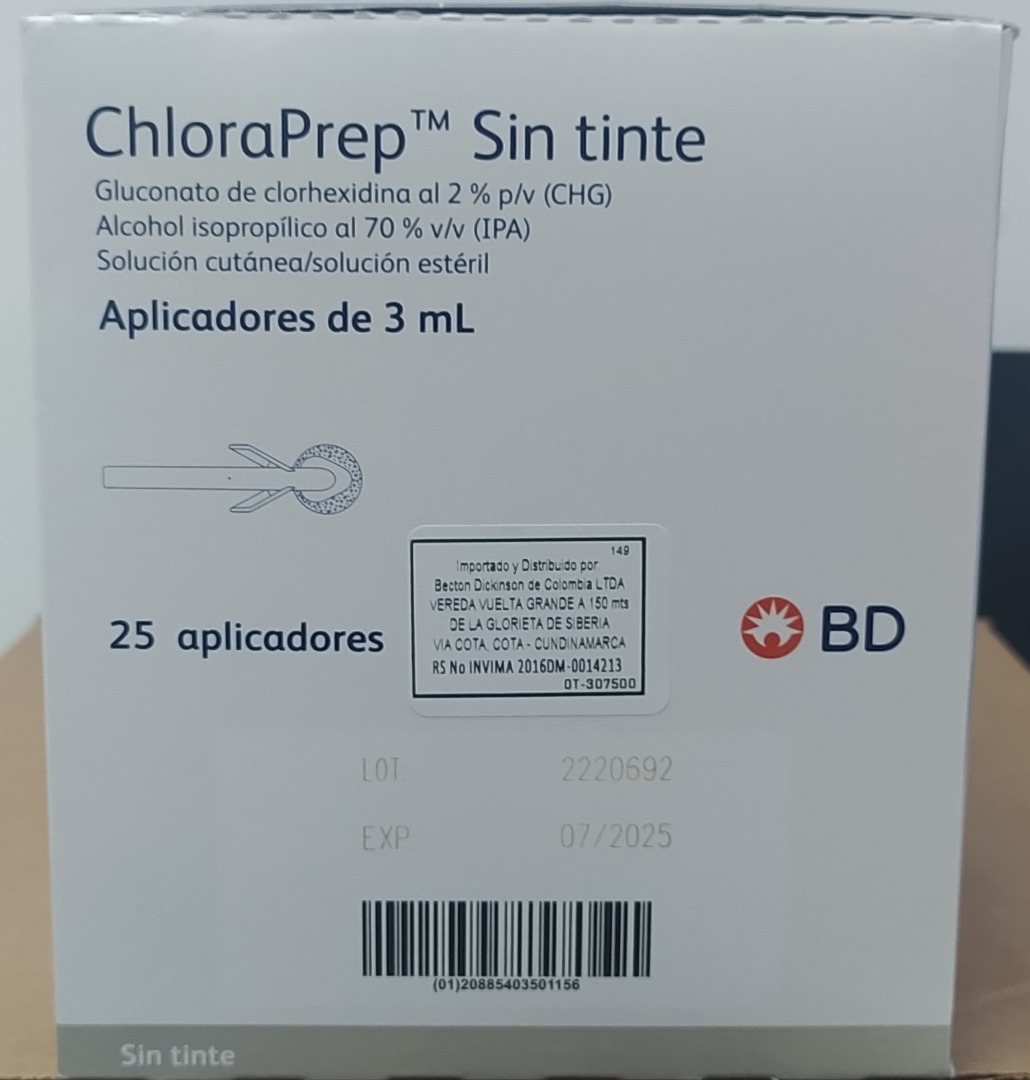 ChloraPrep™ Sin tinte
Gluconato de clorhexidina al 2 % p/v (CHG)
Alcohol isopropílico al 70 % v/v (IPA)
Solución cutánea/solución estéril
Aplicadores de 3 mL
149
Importado y Distribuido por:
Becton Dickinson de Colombia LTDA
VEREDA VUELTA GRANDE A 150 mts
DE LA GLORIETA DE SIBERIA
VIA COTA, COTA - CUNDINAMARCA
RS No INVIMA 2016DM-0014213
OT-307500
25 aplicadores
BD
LOT 2220692
EXP. 07/2025
(01)20885403501156
Sin tinte